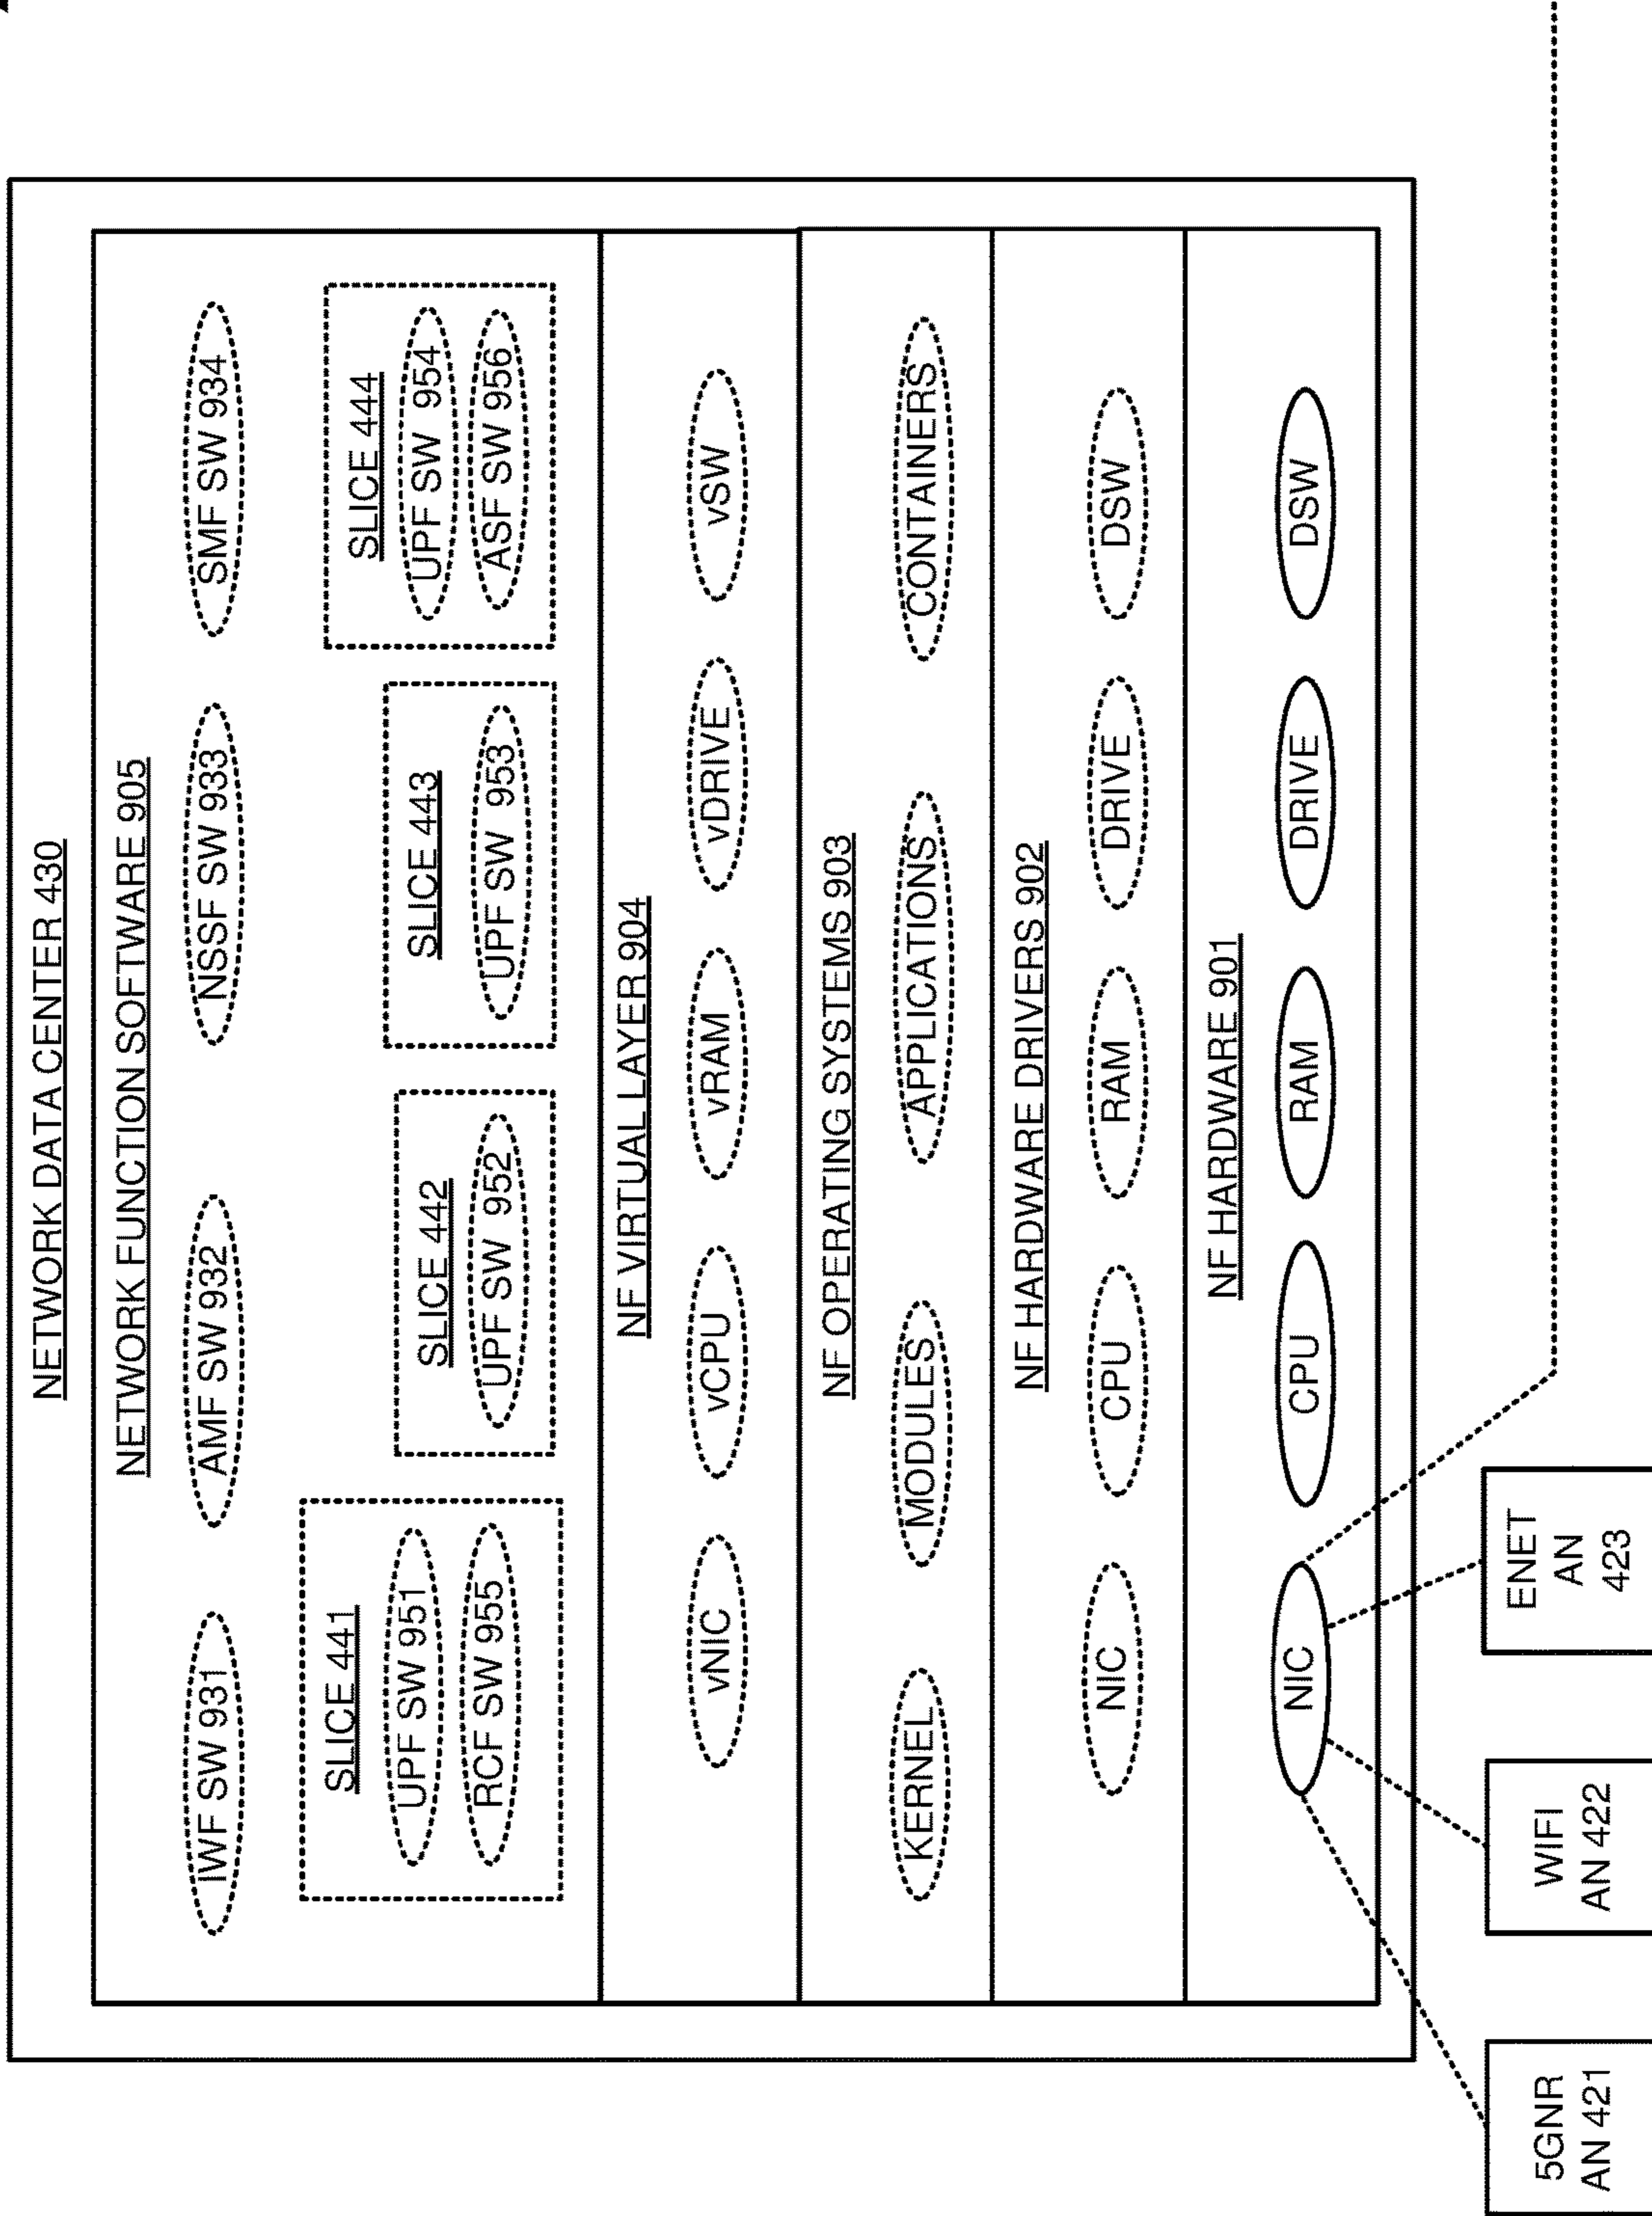 NETWORK DATA CENTER 430
NETWORK FUNCTION SOFTWARE 905
IWF SW 931
AMF SW 932
NSSF SW 933
SMF SW 934
SLICE 441
UPF SW 951
RCF SW 955
SLICE 442
UPF SW 952
SLICE 443
UPF SW 953
SLICE 444
UPF SW 954
ASF SW 956
NF VIRTUAL LAYER 904
vNIC
vCPU
vRAM
vDRIVE
vSW
NF OPERATING SYSTEMS 903
KERNEL
MODULES
APPLICATIONS
CONTAINERS
NF HARDWARE DRIVERS 902
NIC
CPU
RAM
DRIVE
DSW
NF HARDWARE 901
NIC
CPU
RAM
DRIVE
DSW
5GNR
AN 421
WIFI
AN 422
ENET
AN
423